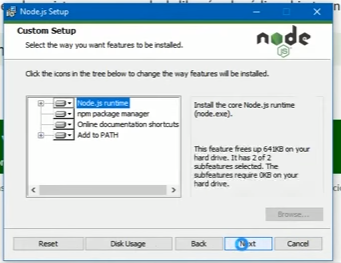 Node.js Setup
Custom Setup
Select the way you want features to be installed.
node
Click the icons in the tree below to change the way features will be installed.
Node.js runtime
npm package manager
Online documentation shortcuts
Add to PATH
Install the core Node.js runtime
(node.exe).
This feature frees up 641KB on your
hard drive. It has 2 of 2
subfeatures selected. The
subfeatures require 0KB on your
hard drive.
Browse...
Reset
Disk Usage
Back
Next
Cancel